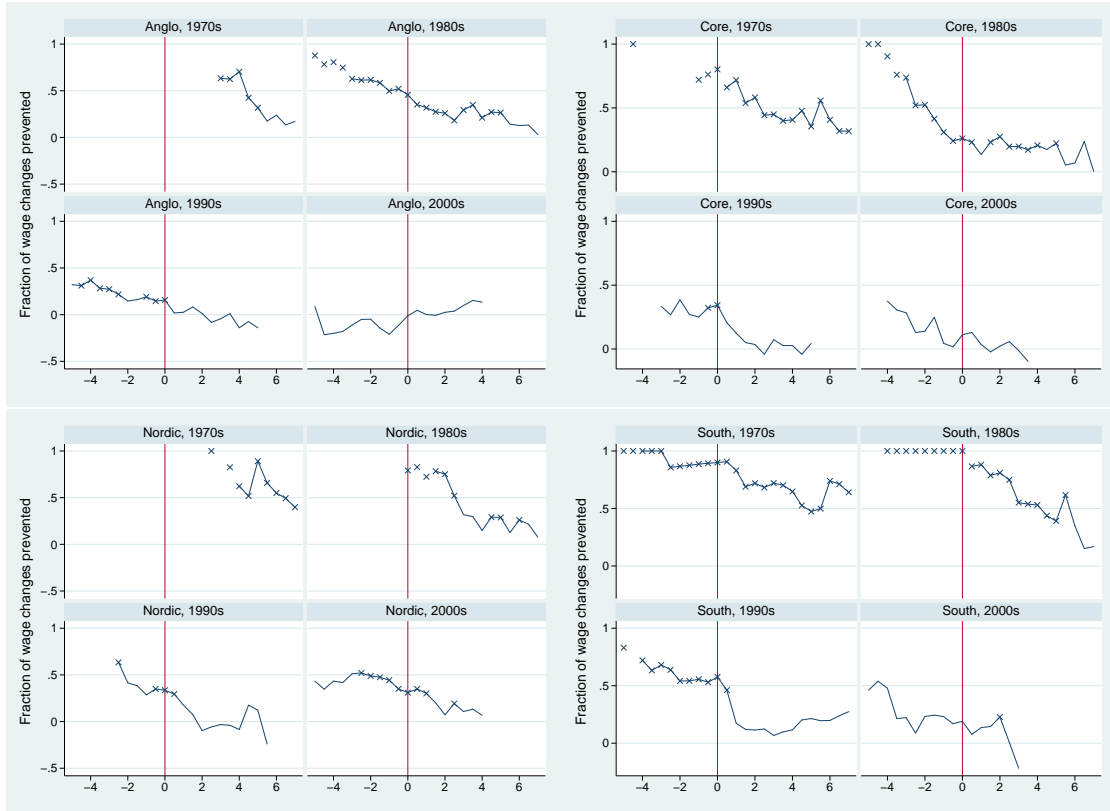 Anglo, 1970s
Anglo, 1980s
Fraction of wage changes prevented
1
.5
0
−.5
Anglo, 1990s
Anglo, 2000s
1
.5
0
−.5
−4 −2 0 2 4 6
−4 −2 0 2 4 6
Core, 1970s
Core, 1980s
Fraction of wage changes prevented
1
.5
0
Core, 1990s
Core, 2000s
1
.5
0
−4 −2 0 2 4 6
−4 −2 0 2 4 6
Nordic, 1970s
Nordic, 1980s
Fraction of wage changes prevented
1
.5
0
−.5
Nordic, 1990s
Nordic, 2000s
1
.5
0
−.5
−4 −2 0 2 4 6
−4 −2 0 2 4 6
South, 1970s
South, 1980s
Fraction of wage changes prevented
1
.5
0
South, 1990s
South, 2000s
1
.5
0
−4 −2 0 2 4 6
−4 −2 0 2 4 6